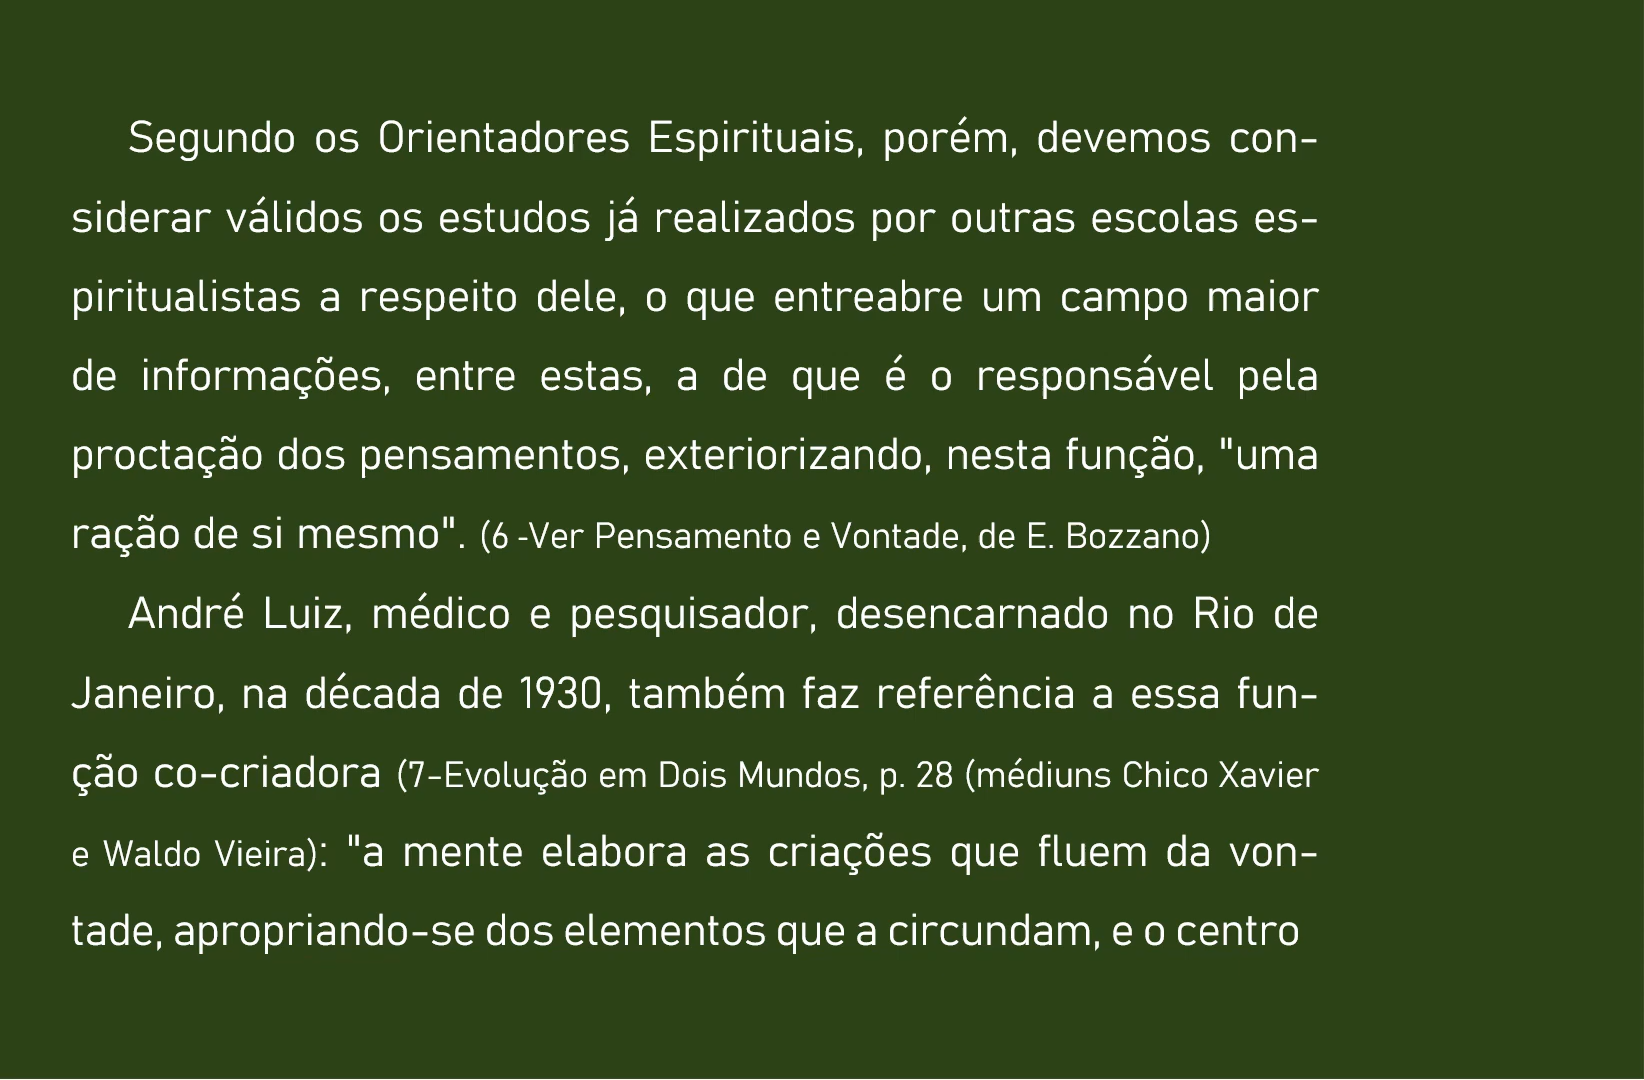 Segundo os Orientadores Espirituais, porém, devemos con-
siderar válidos os estudos já realizados por outras escolas es-
piritualistas a respeito dele, o que entreabre um campo maior
de informações, entre estas, a de que é o responsável pela
proctação dos pensamentos, exteriorizando, nesta função, "uma
ração de si mesmo". (6 -Ver Pensamento e Vontade, de E. Bozzano)
André Luiz, médico e pesquisador, desencarnado no Rio de
Janeiro, na década de 1930, também faz referência a essa fun-
ção co-criadora (7-Evolução em Dois Mundos, p. 28 (médiuns Chico Xavier
e Waldo Vieira): "a mente elabora as criações que fluem da von-
tade, apropriando-se dos elementos que a circundam, e o centro